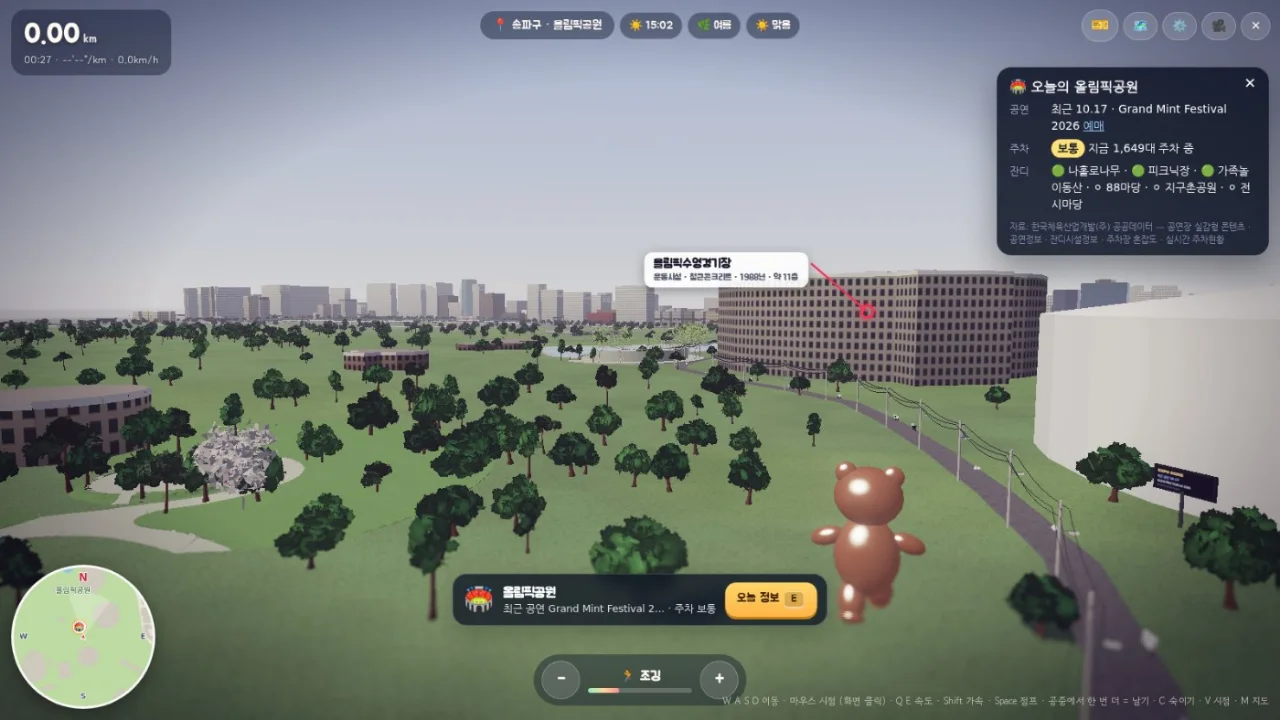 0.00 km
00:27 · --'--"/km · 0.0km/h
송파구 · 올림픽공원
15:02
여름
맑음
오늘의 올림픽공원
공연 최근 10.17 · Grand Mint Festival
2026 예매
주차 보통 지금 1,649대 주차 중
잔디 나홀로나무 · 피크닉장 · 가족놀
이동산 · 88마당 · 지구촌공원 · 전
시마당
자료: 한국체육산업개발(주) 공공데이터 — 공연장 실감형 콘텐츠 ·
공연정보 · 잔디시설정보 · 주차장 혼잡도 · 실시간 주차현황
올림픽수영경기장
운동시설 · 철근콘크리트 · 1988년 · 약 11층
올림픽공원
최근 공연 Grand Mint Festival 2... · 주차 보통
오늘 정보 E
N
올림픽공원
W
E
S
- 조깅 +
W A S D 이동 · 마우스 시점 (화면 클릭) · Q E 속도 · Shift 가속 · Space 점프 · 공중에서 한 번 더 = 날기 · C 숙이기 · V 시점 · M 지도